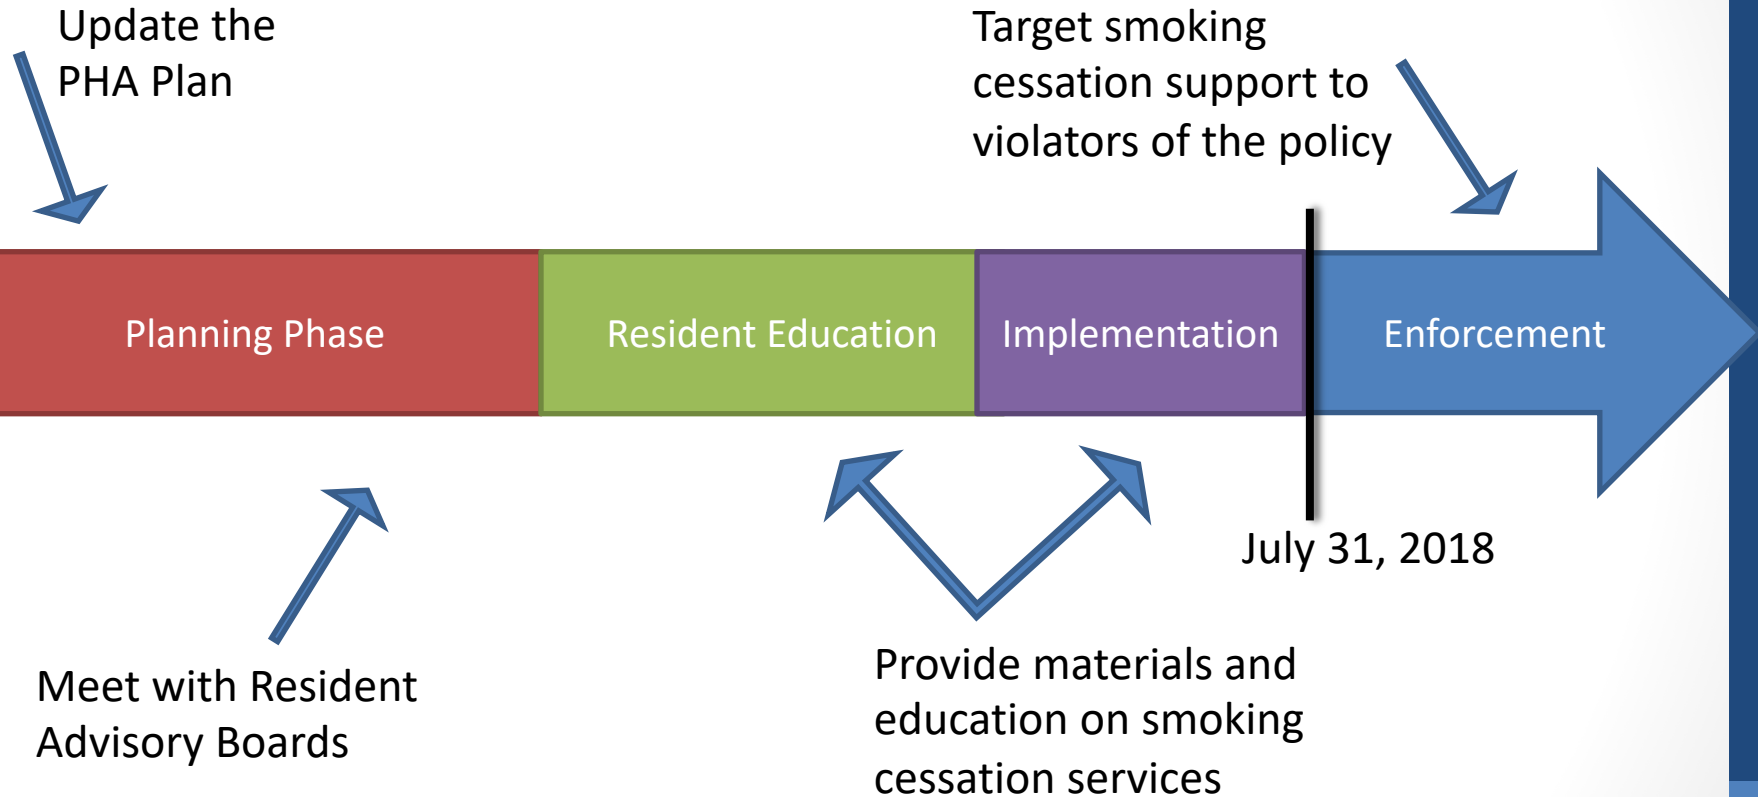 Update the
PHA Plan
Target smoking
cessation support to
violators of the policy
Planning Phase
Resident Education
Implementation
Enforcement
July 31, 2018
Meet with Resident
Advisory Boards
Provide materials and
education on smoking
cessation services